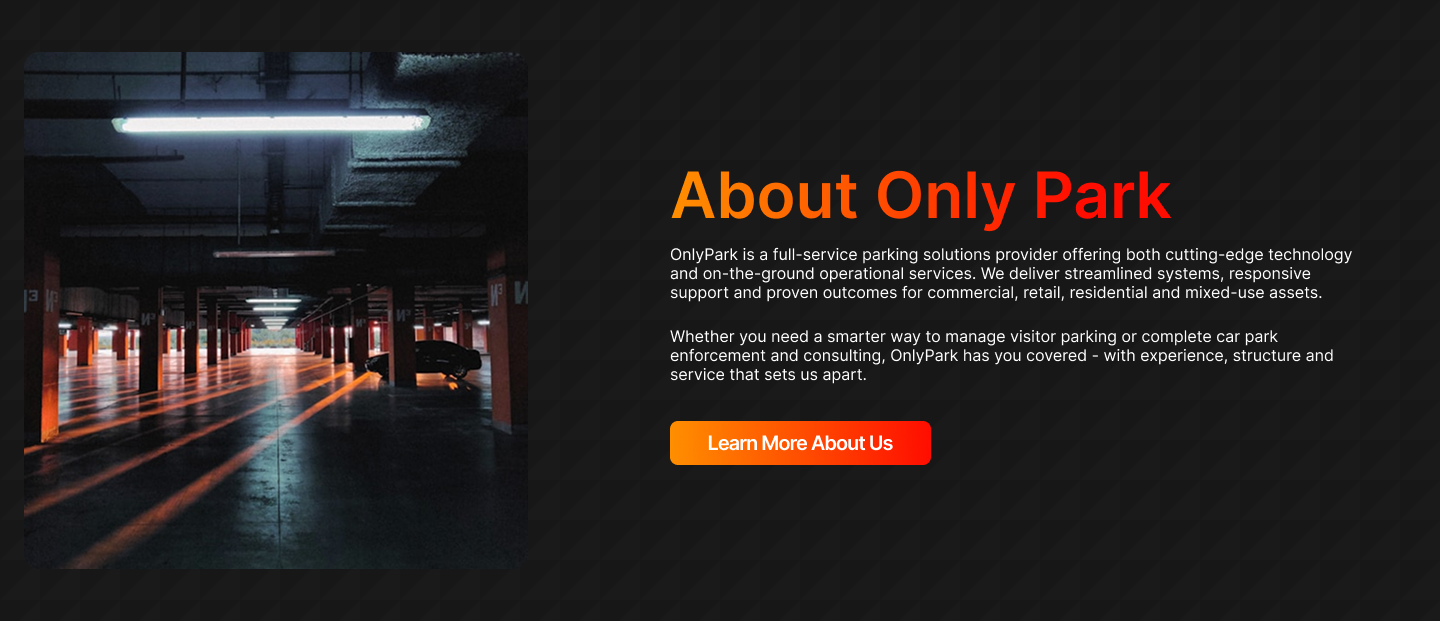 About Only Park
OnlyPark is a full-service parking solutions provider offering both cutting-edge technology
and on-the-ground operational services. We deliver streamlined systems, responsive
support and proven outcomes for commercial, retail, residential and mixed-use assets.
Whether you need a smarter way to manage visitor parking or complete car park
enforcement and consulting, OnlyPark has you covered - with experience, structure and
service that sets us apart.
Learn More About Us